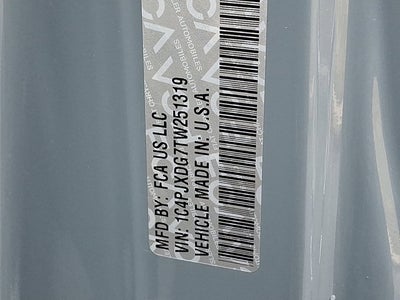 MFD BY: FCA US LLC
VIN: 1C4PJXDG7TW251319
VEHICLE MADE IN: U.S.A.